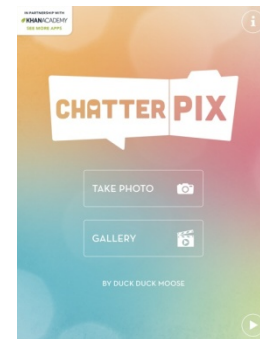 IN PARTNERSHIP WITH
KHANACADEMY
SEE MORE APPS
i
CHATTER PIX
TAKE PHOTO
GALLERY
BY DUCK DUCK MOOSE